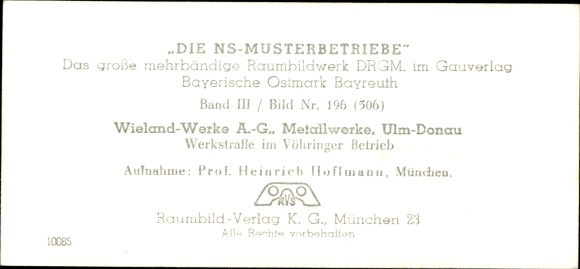 „DIE NS-MUSTERBETRIEBE“
Das große mehrbändige Raumbildwerk DRGM. im Gauverlag
Bayerische Ostmark Bayreuth
Band III / Bild Nr. 196 (506)
Wieland-Werke A.-G., Metallwerke, Ulm-Donau
Werkstraße im Vöhringer Betrieb
Aufnahme: Prof. Heinrich Hoffmann, München.
RVS
Raumbild-Verlag K. G., München 23
Alle Rechte vorbehalten
10085